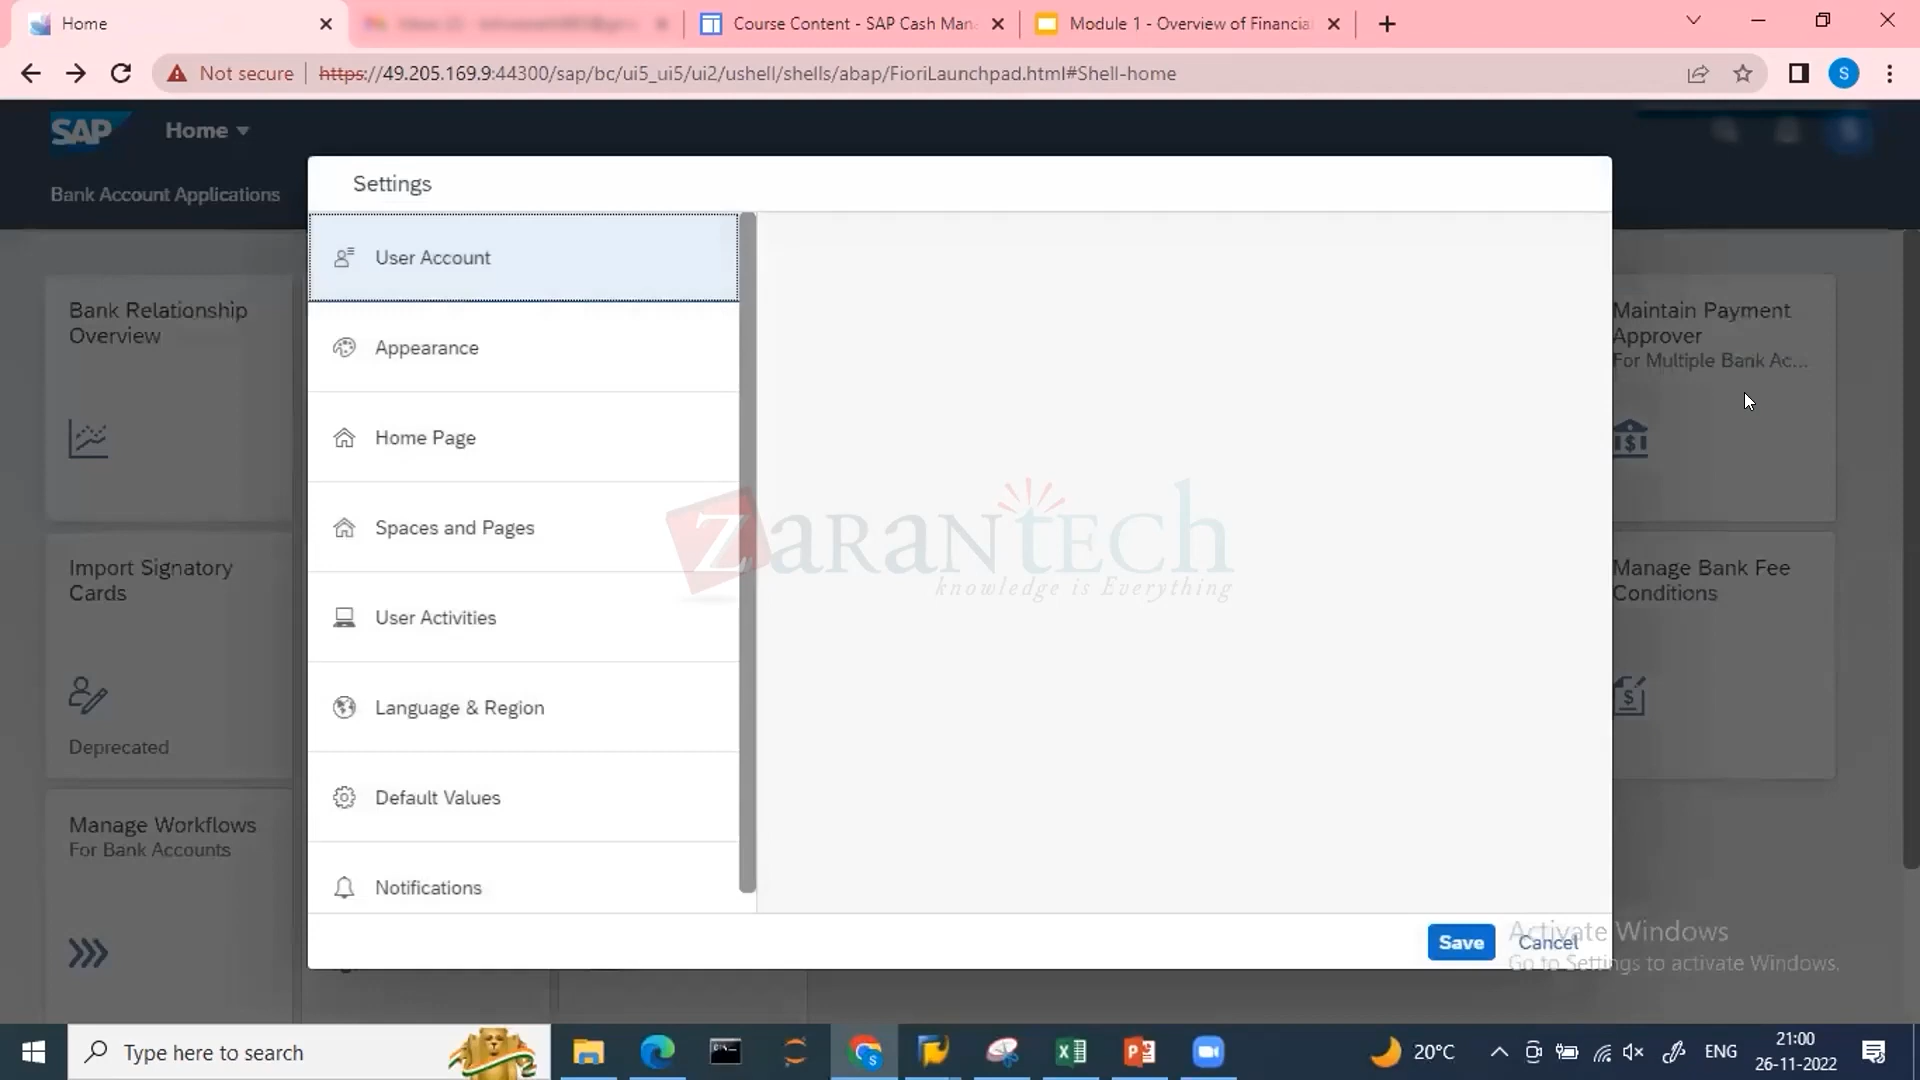 Home
Course Content - SAP Cash Man
Module 1 - Overview of Financia
Not secure
https://49.205.169.9:44300/sap/bc/ui5_ui5/ui2/ushell/shells/abap/FioriLaunchpad.html#Shell-home
S
SAP
Home
Bank Account Applications
Settings
User Account
Appearance
Home Page
Spaces and Pages
User Activities
Language & Region
Default Values
Notifications
Save
Cancel
Bank Relationship
Overview
Import Signatory
Cards
Deprecated
Manage Workflows
For Bank Accounts
Maintain Payment
Approver
For Multiple Bank Ac...
Manage Bank Fee
Conditions
ZaranTech
knowledge is Everything
Activate Windows
Go to Settings to activate Windows.
Type here to search
20°C
ENG
21:00
26-11-2022